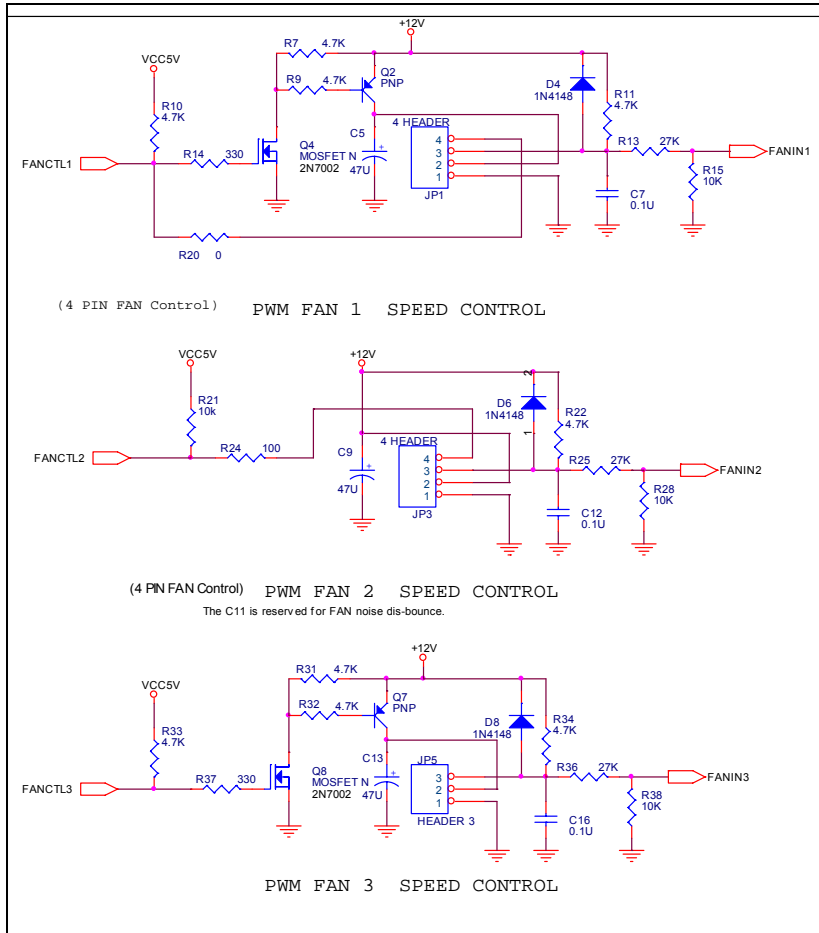 +12V
VCC5V
R7 4.7K
Q2
PNP
D4
1N4148
R9 4.7K
R11
4.7K
R10
4.7K
4 HEADER
C5
R13 27K
FANCTL1
R14 330
Q4
MOSFET N
2N7002
47U
4
3
2
1
JP1
FANIN1
R15
10K
C7
0.1U
R20 0
(4 PIN FAN Control)
PWM FAN 1 SPEED CONTROL
VCC5V
+12V
2
R21
10k
D6
1N4148
R22
4.7K
1
R24 100
4 HEADER
FANCTL2
C9
R25 27K
47U
4
3
2
1
JP3
FANIN2
R28
10K
C12
0.1U
(4 PIN FAN Control)
PWM FAN 2 SPEED CONTROL
The C11 is reserved for FAN noise dis-bounce.
+12V
R31 4.7K
VCC5V
R32 4.7K
Q7
PNP
D8
1N4148
R34
4.7K
R33
4.7K
C13
JP5
FANCTL3
R37 330
Q8
MOSFET N
2N7002
47U
3
2
1
HEADER 3
R36 27K
FANIN3
R38
10K
C16
0.1U
PWM FAN 3 SPEED CONTROL